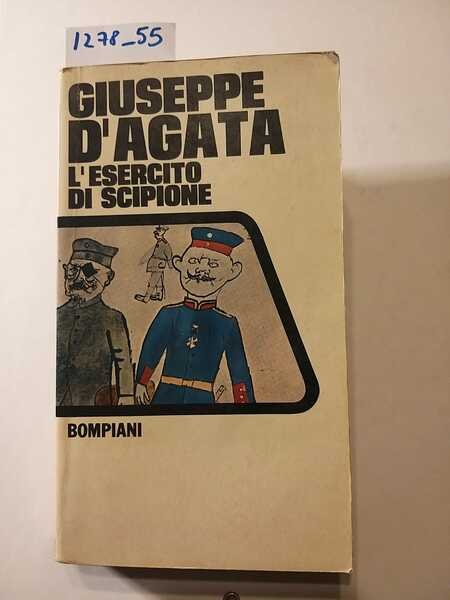 1278_55
GIUSEPPE
D'AGATA
L'ESERCITO
DI SCIPIONE
BOMPIANI